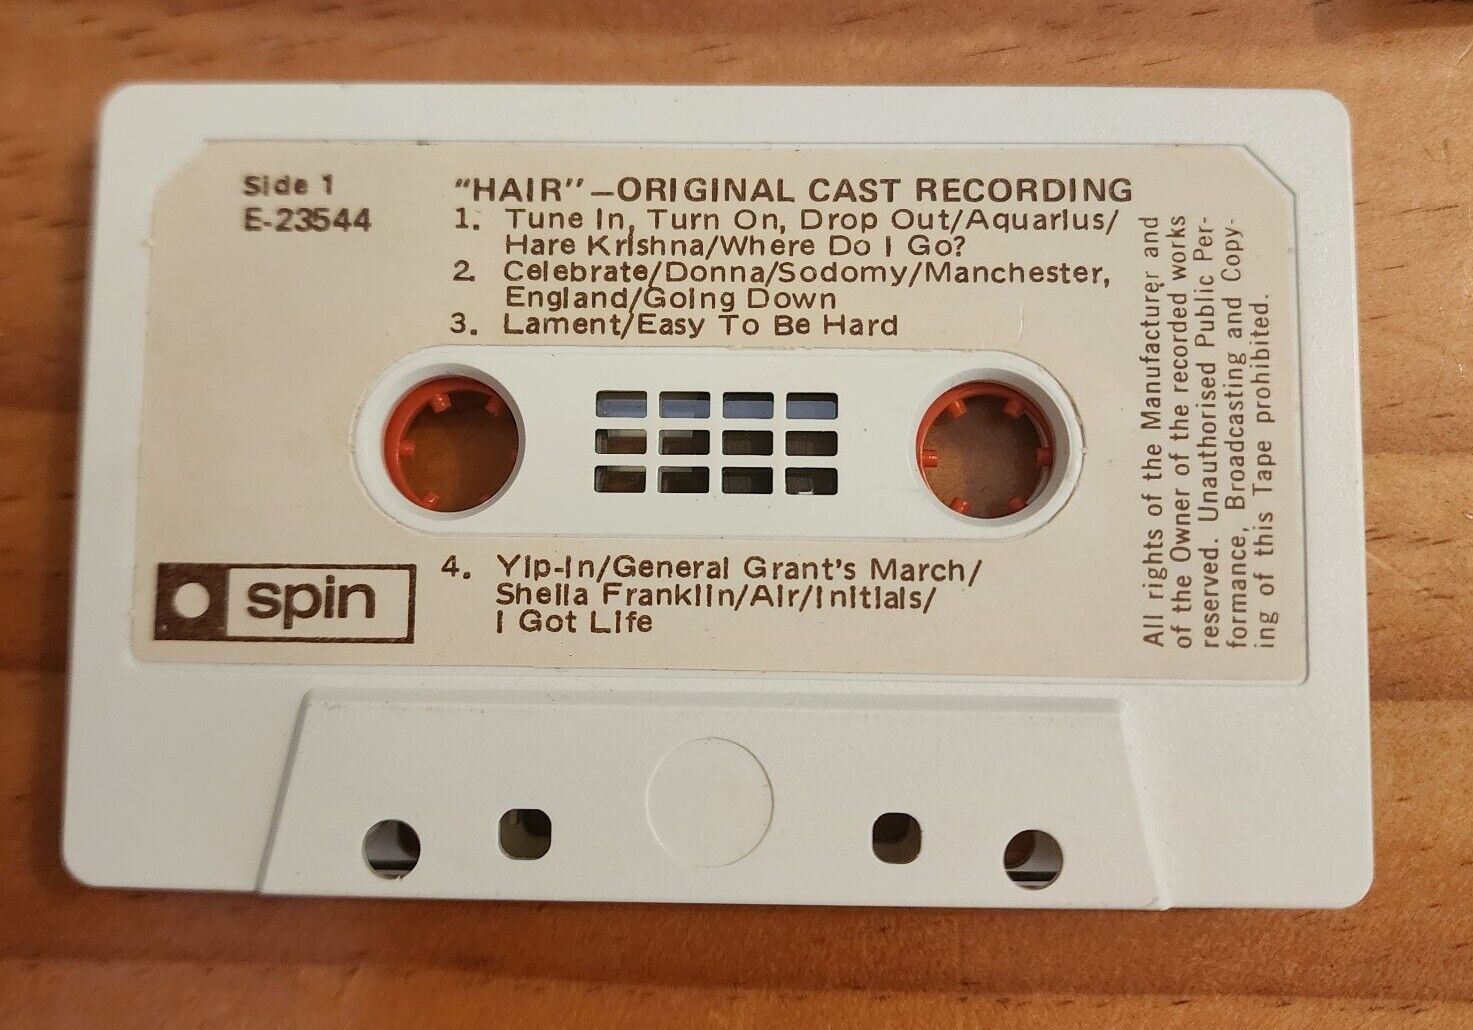 Side 1
E-23544
"HAIR"—ORIGINAL CAST RECORDING
1. Tune In, Turn On, Drop Out/Aquarius/
Hare Krishna/Where Do I Go?
2. Celebrate/Donna/Sodomy/Manchester,
England/Going Down
3. Lament/Easy To Be Hard
4. Yip-In/General Grant's March/
Sheila Franklin/Air/Initials/
I Got Life
spin
All rights of the Manufacturer and
of the Owner of the recorded works
reserved. Unauthorised Public Per-
formance, Broadcasting and Copy-
ing of this Tape prohibited.